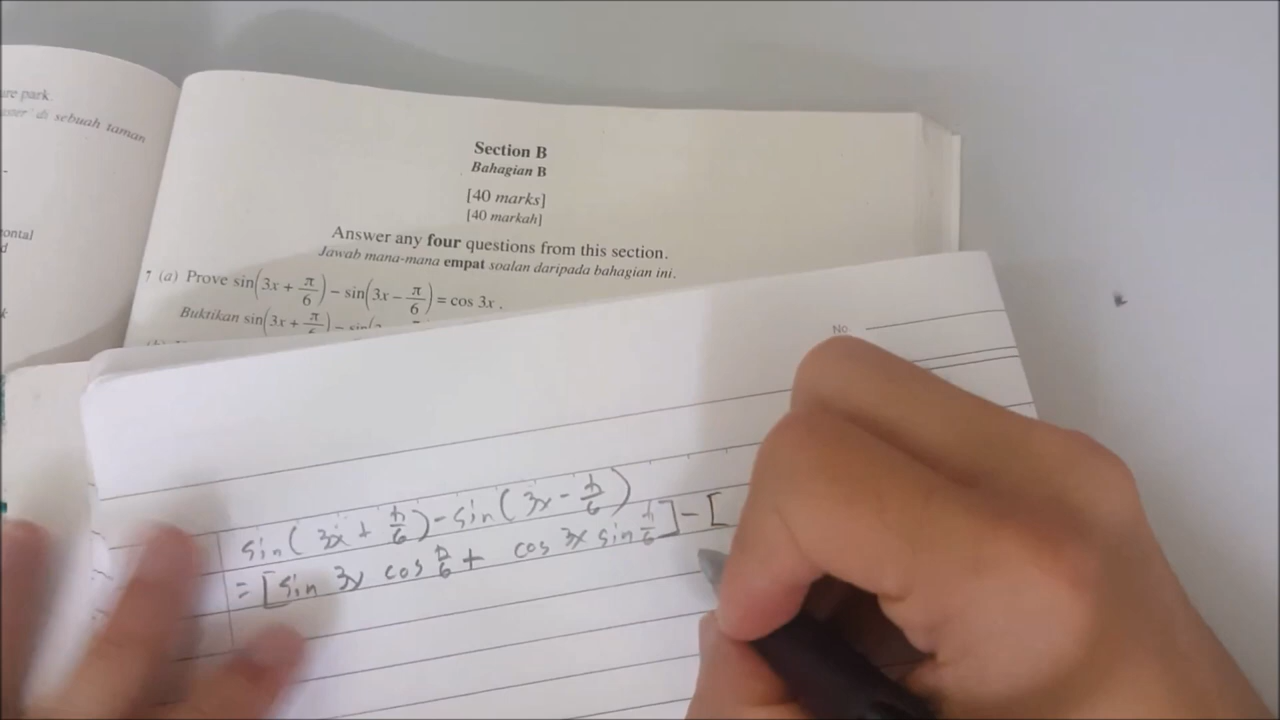 are park.
di sebuah taman
ontal
d
Section B
Bahagian B
[40 marks]
[40 markah]
Answer any four questions from this section.
Jawab mana-mana empat soalan daripada bahagian ini.
7 (a) Prove sin(3x + π/6) − sin(3x − π/6) = cos 3x .
Buktikan sin(3x + π/6) − sin(3x
No.
sin(3x + π/6) − sin(3x − π/6)
= [sin 3x cos π/6 + cos 3x sin π/6] − [